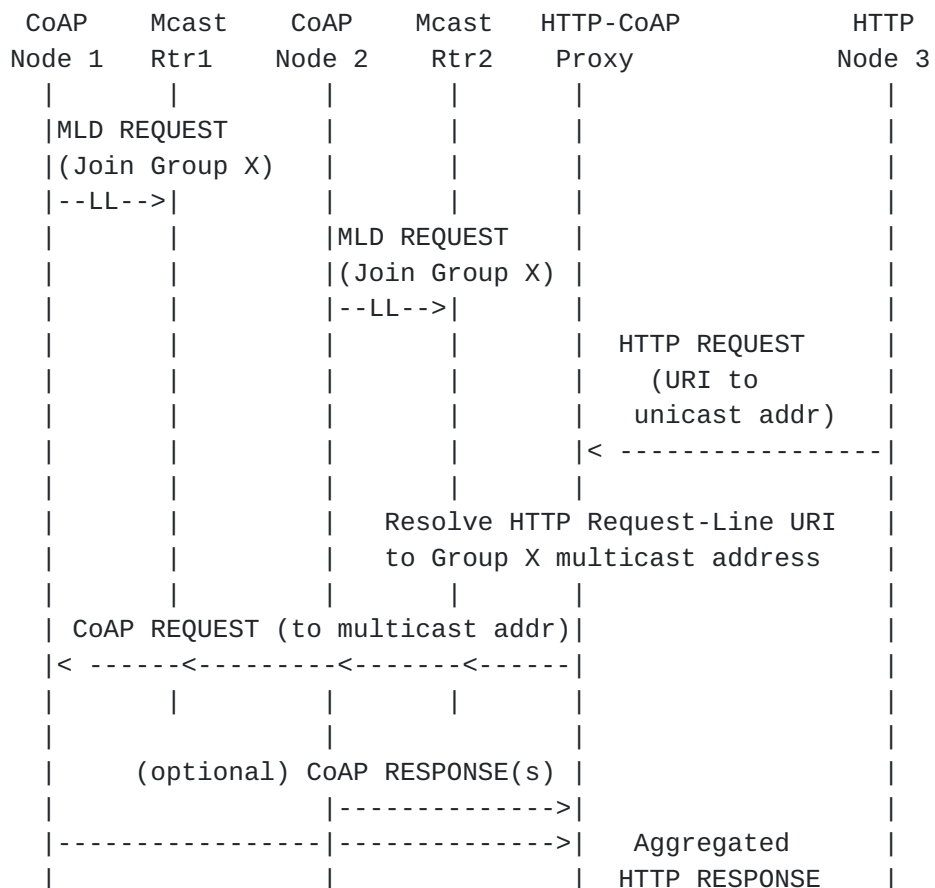 CoAP    Mcast    CoAP    Mcast   HTTP-CoAP             HTTP
Node 1   Rtr1    Node 2    Rtr2    Proxy             Node 3
  |       |         |       |       |                   |
  |MLD REQUEST      |       |       |                   |
  |(Join Group X)   |       |       |                   |
  |--LL-->|         |       |       |                   |
  |       |         |MLD REQUEST    |                   |
  |       |         |(Join Group X) |                   |
  |       |         |--LL-->|       |                   |
  |       |         |       |       |  HTTP REQUEST     |
  |       |         |       |       |    (URI to        |
  |       |         |       |       |   unicast addr)   |
  |       |         |       |       |< -----------------|
  |       |         |       |       |                   |
  |       |         |   Resolve HTTP Request-Line URI   |
  |       |         |   to Group X multicast address    |
  |       |         |       |       |                   |
  | CoAP REQUEST (to multicast addr)|                   |
  |< ------<---------<-------<------|                   |
  |       |         |       |       |                   |
  |                 |               |                   |
  |     (optional) CoAP RESPONSE(s) |                   |
  |                 |-------------->|                   |
  |-----------------|-------------->|   Aggregated      |
  |                 |               |  HTTP RESPONSE    |